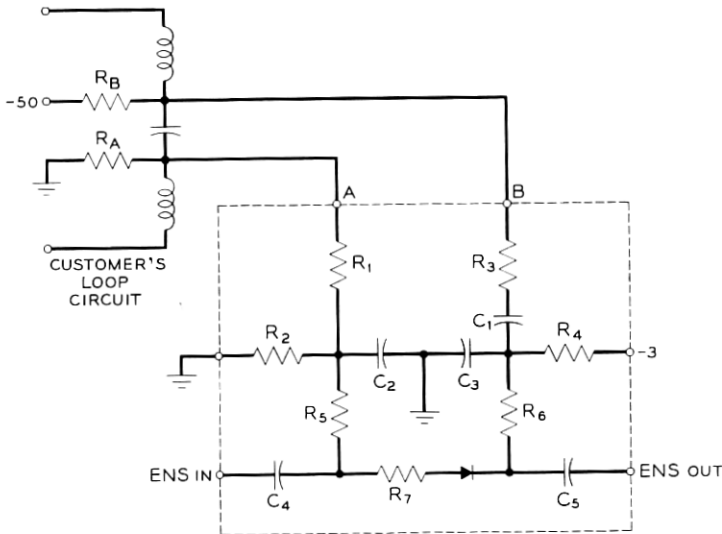 R_B
-50
R_A
A
B
CUSTOMER'S
LOOP
CIRCUIT
R_1
R_3
C_1
R_2
R_4
-3
C_2
C_3
R_5
R_6
ENS IN
ENS OUT
C_4
R_7
C_5